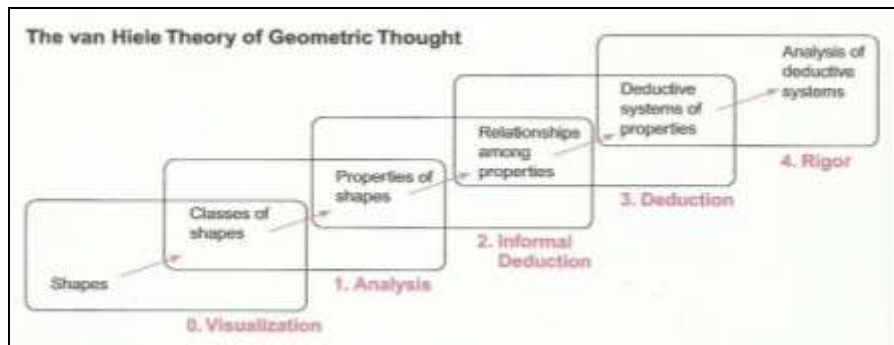 The van Hiele Theory of Geometric Thought
Analysis of
deductive
systems
Deductive
systems of
properties
4. Rigor
Relationships
among
properties
3. Deduction
Properties of
shapes
2. Informal
Deduction
Classes of
shapes
1. Analysis
Shapes
0. Visualization